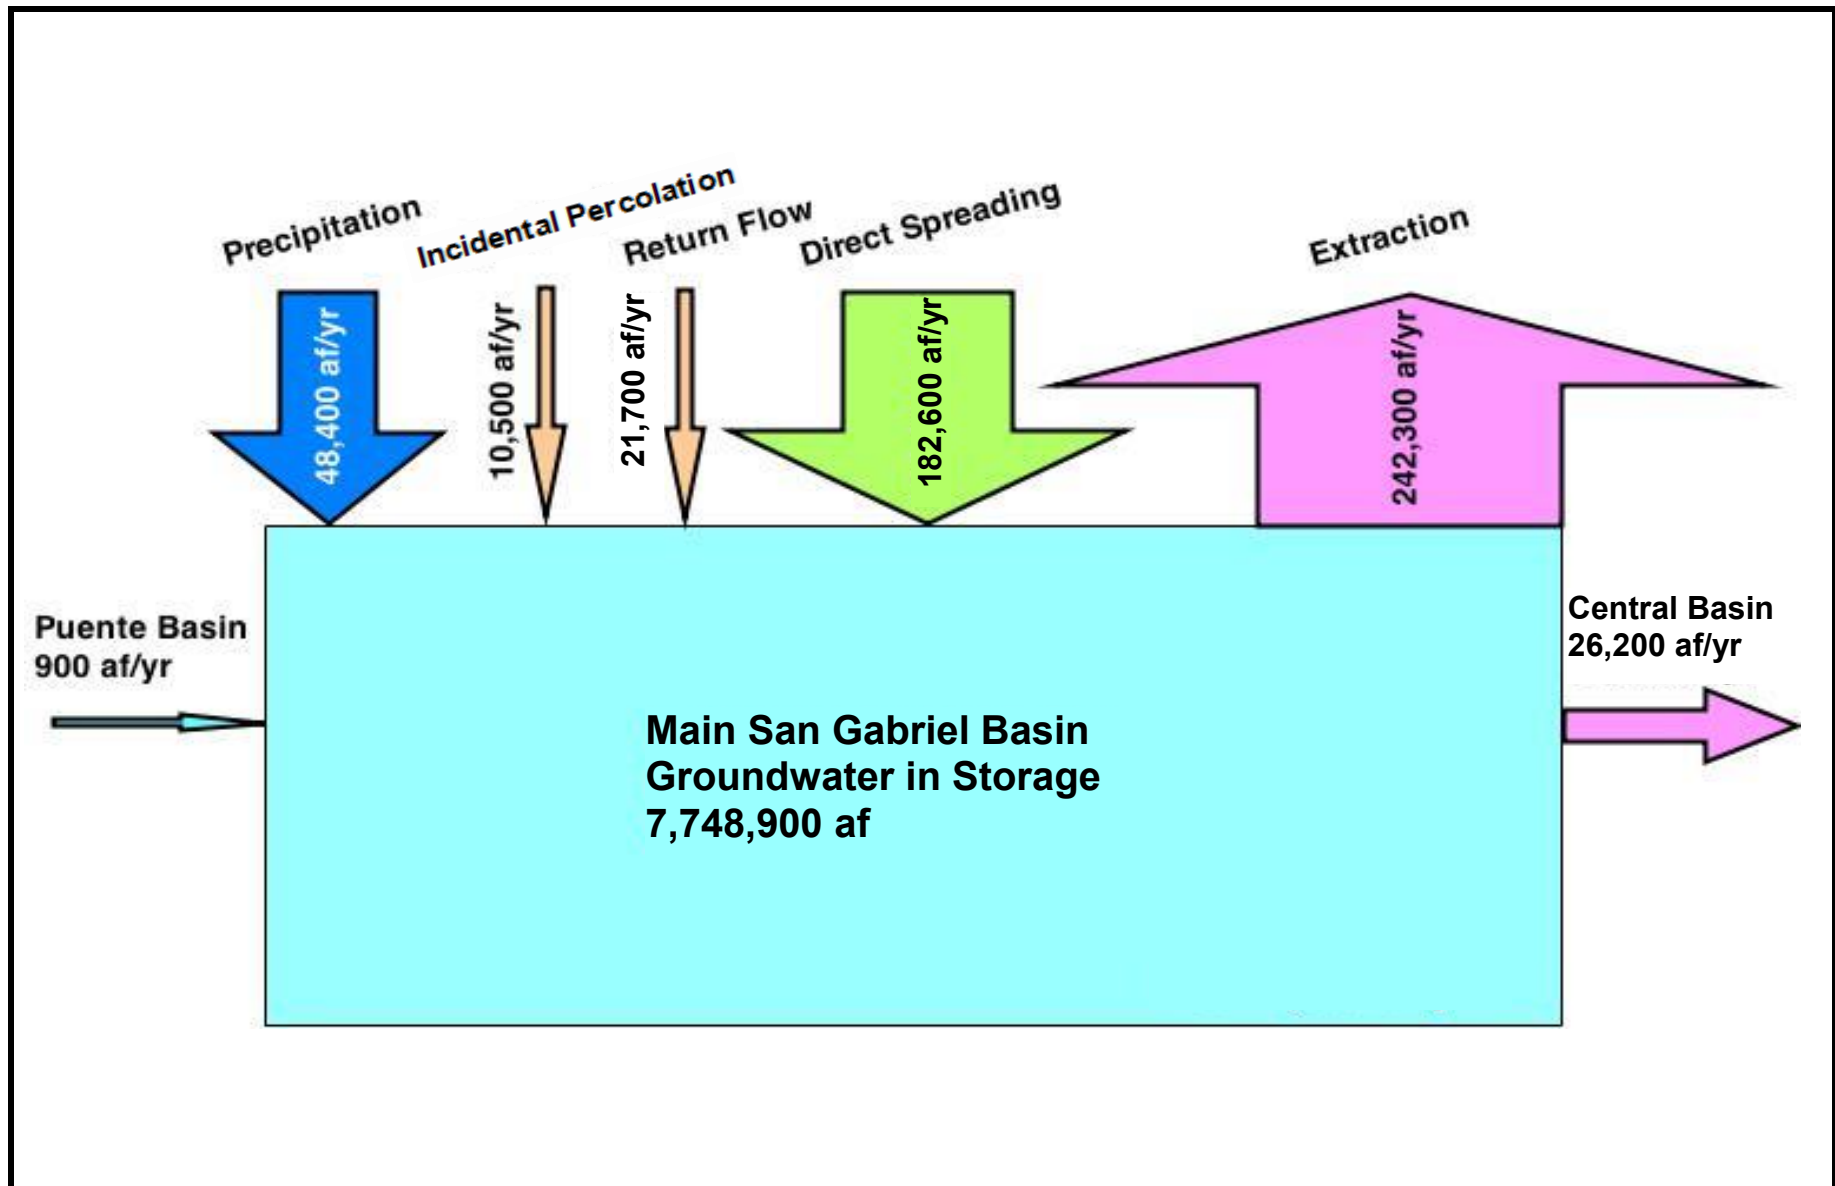 Precipitation
Incidental Percolation
Return Flow
Direct Spreading
Extraction
48,400 af/yr
10,500 af/yr
21,700 af/yr
182,600 af/yr
242,300 af/yr
Puente Basin
900 af/yr
Central Basin
26,200 af/yr
Main San Gabriel Basin
Groundwater in Storage
7,748,900 af